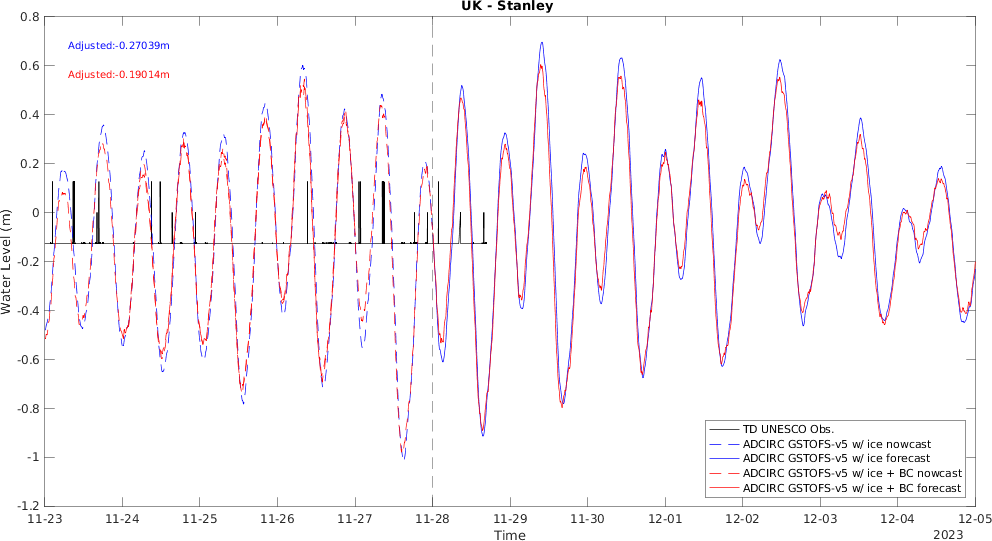 UK - Stanley
Adjusted:-0.27039m
Adjusted:-0.19014m
Water Level (m)
0.8
0.6
0.4
0.2
0
-0.2
-0.4
-0.6
-0.8
-1
-1.2
TD UNESCO Obs.
ADCIRC GSTOFS-v5 w/ ice nowcast
ADCIRC GSTOFS-v5 w/ ice forecast
ADCIRC GSTOFS-v5 w/ ice + BC nowcast
ADCIRC GSTOFS-v5 w/ ice + BC forecast
11-23 11-24 11-25 11-26 11-27 11-28 11-29 11-30 12-01 12-02 12-03 12-04 12-05
Time
2023